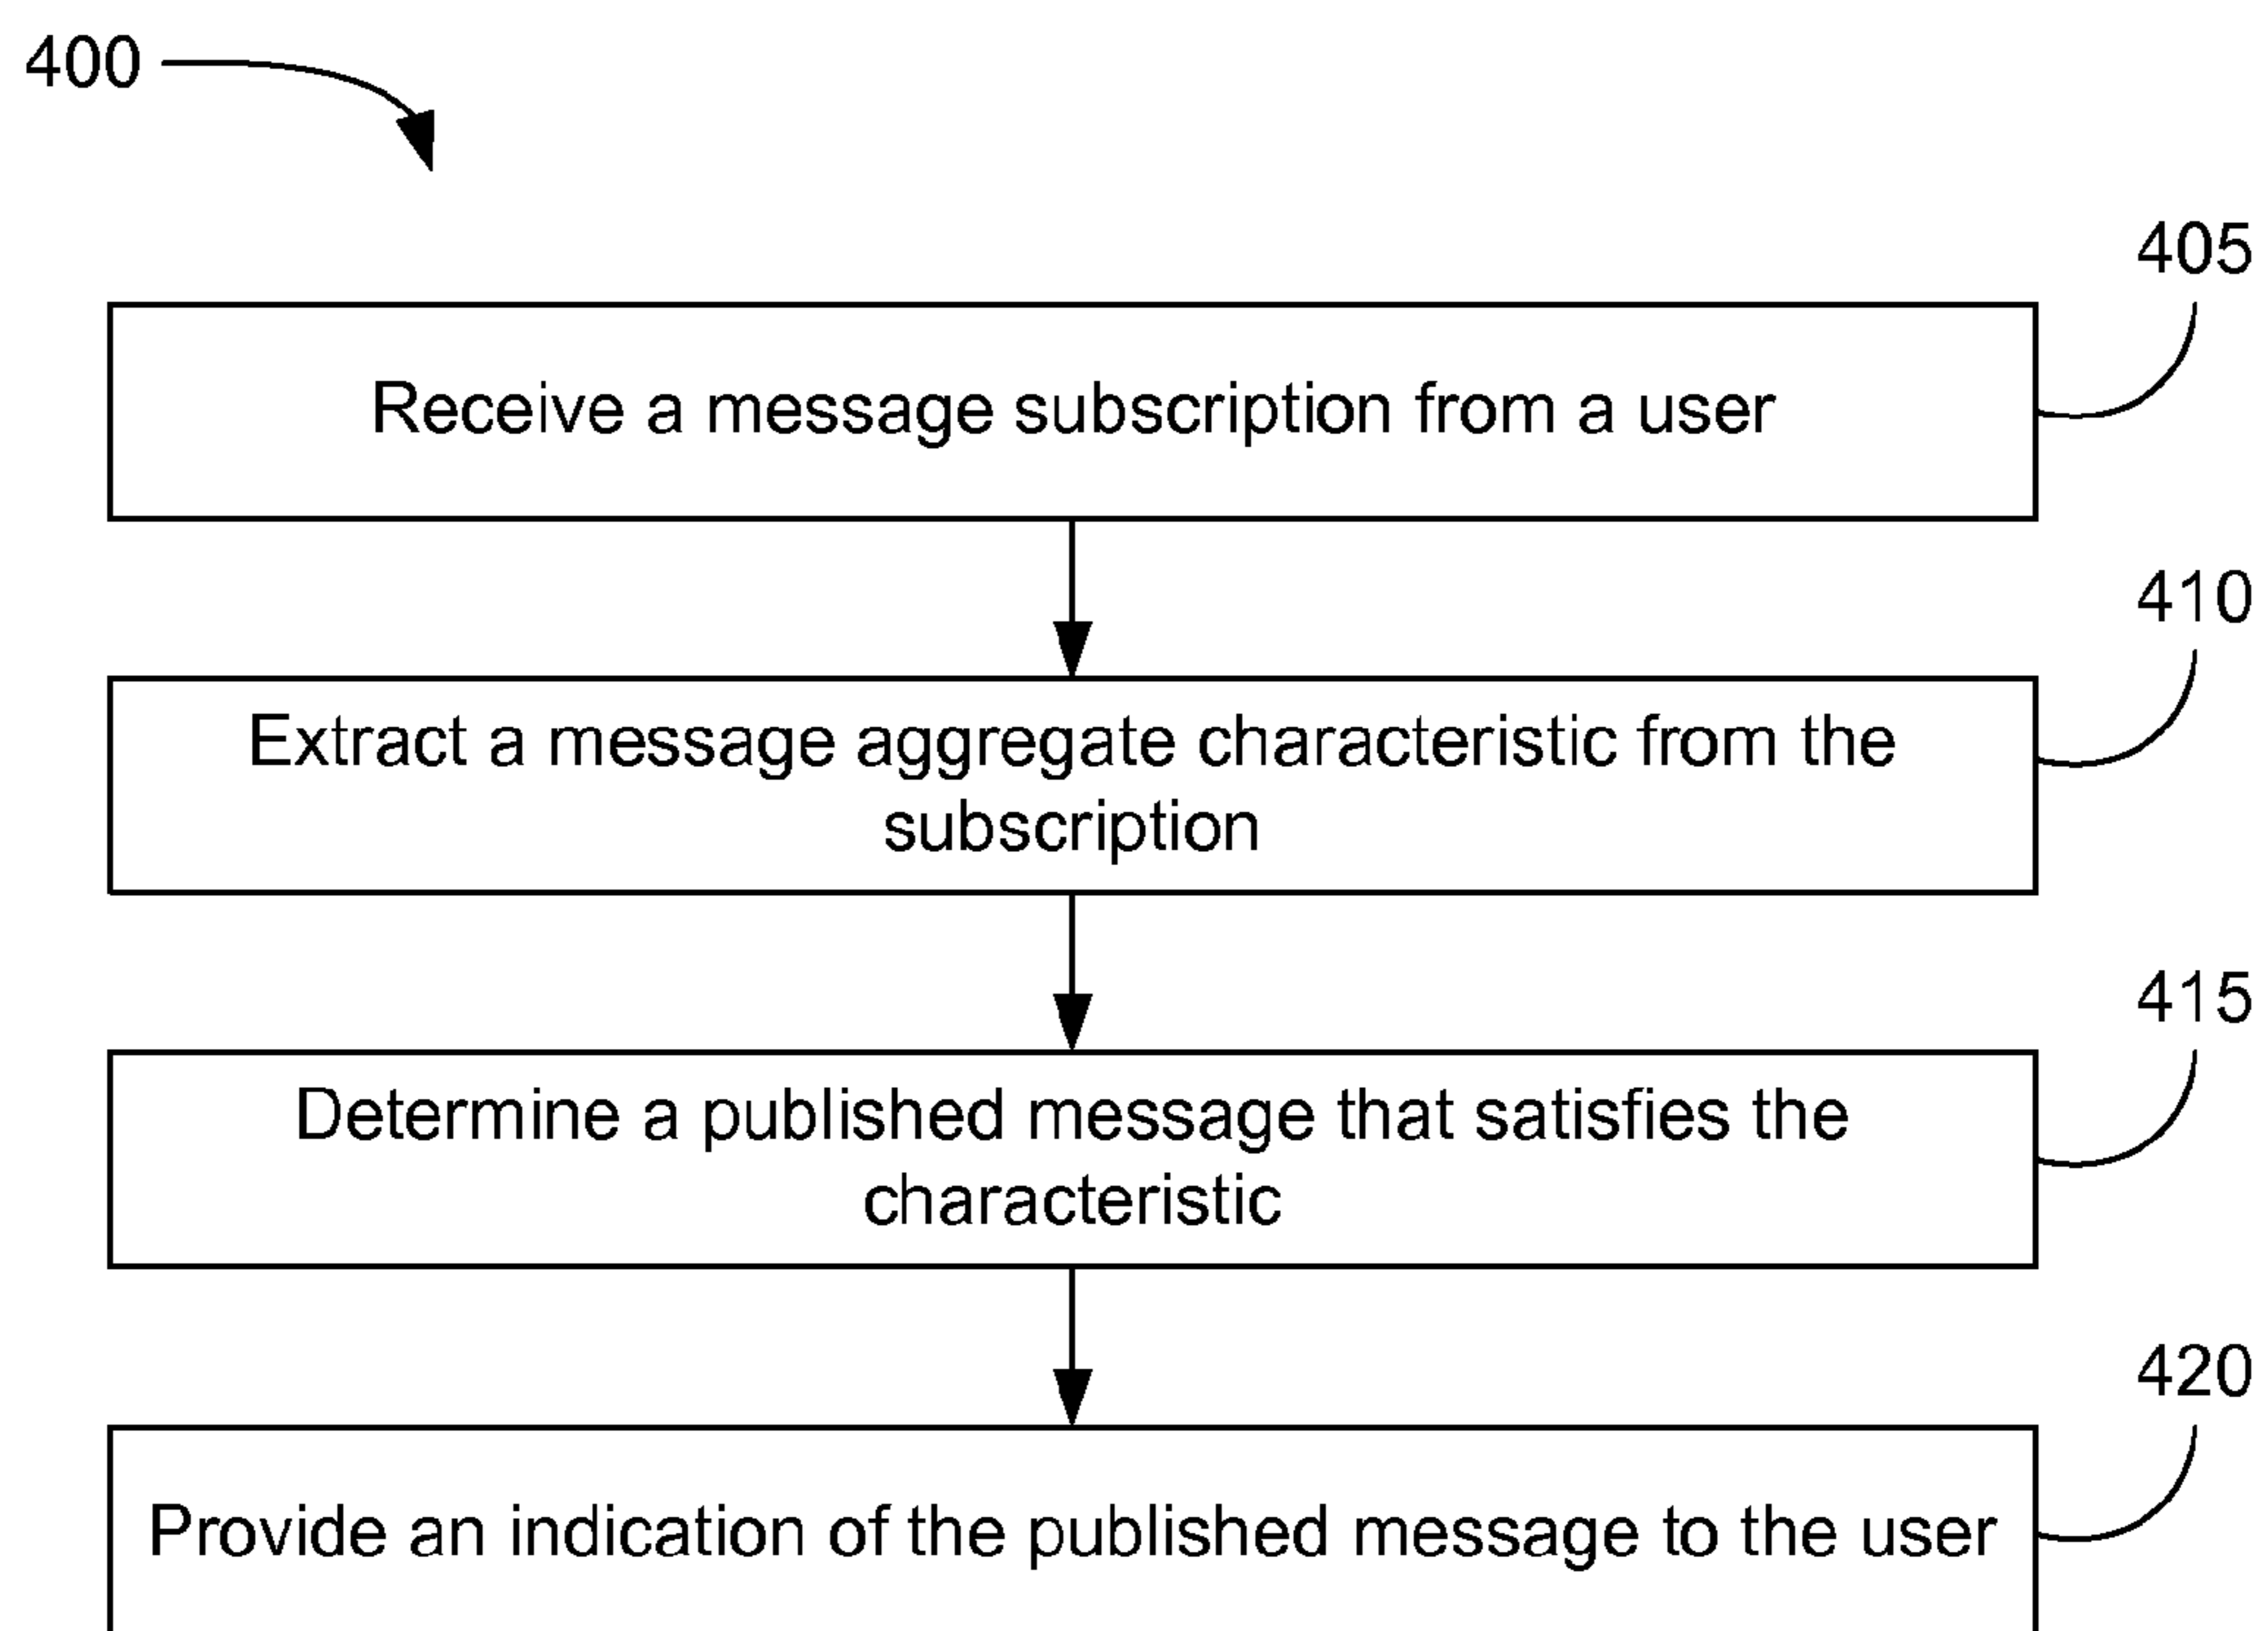 400
405
Receive a message subscription from a user
410
Extract a message aggregate characteristic from the
subscription
415
Determine a published message that satisfies the
characteristic
420
Provide an indication of the published message to the user